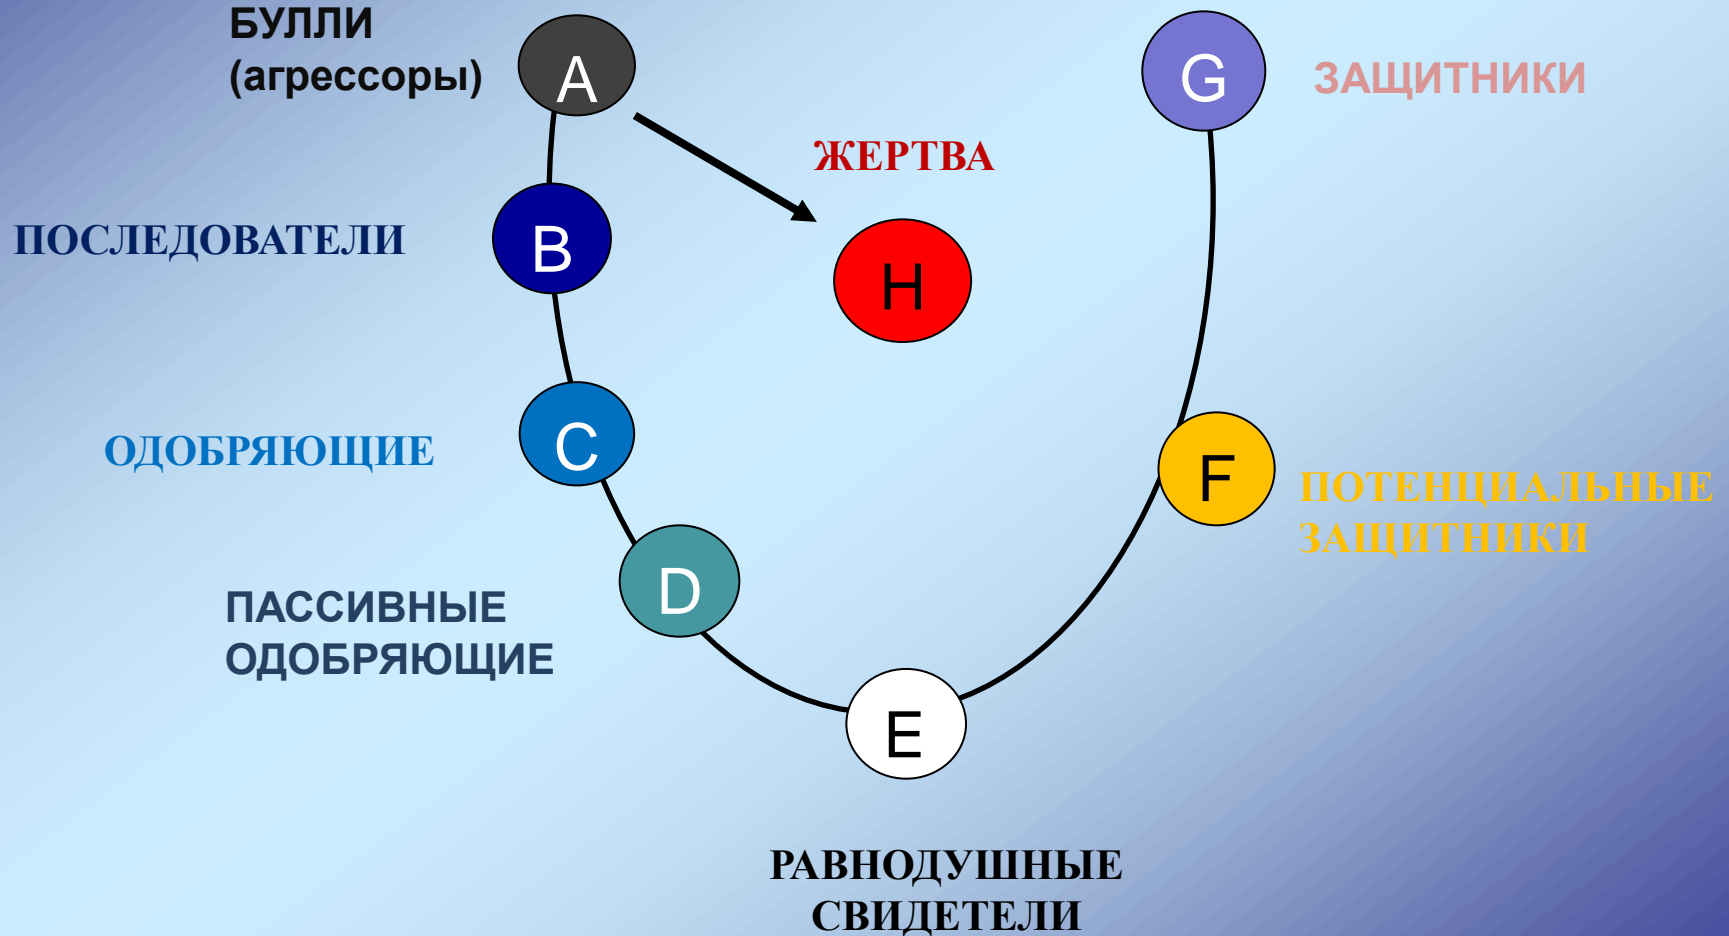 БУЛЛИ
(агрессоры)
A
G
ЗАЩИТНИКИ
ЖЕРТВА
ПОСЛЕДОВАТЕЛИ
B
H
ОДОБРЯЮЩИЕ
C
F
ПОТЕНЦИАЛЬНЫЕ
ЗАЩИТНИКИ
D
ПАССИВНЫЕ
ОДОБРЯЮЩИЕ
E
РАВНОДУШНЫЕ
СВИДЕТЕЛИ